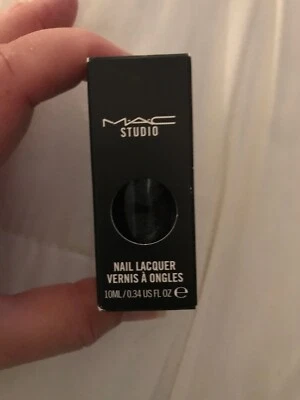 MAC
STUDIO
NAIL LACQUER
VERNIS À ONGLES
10ML/0.34 US FL OZ ℮